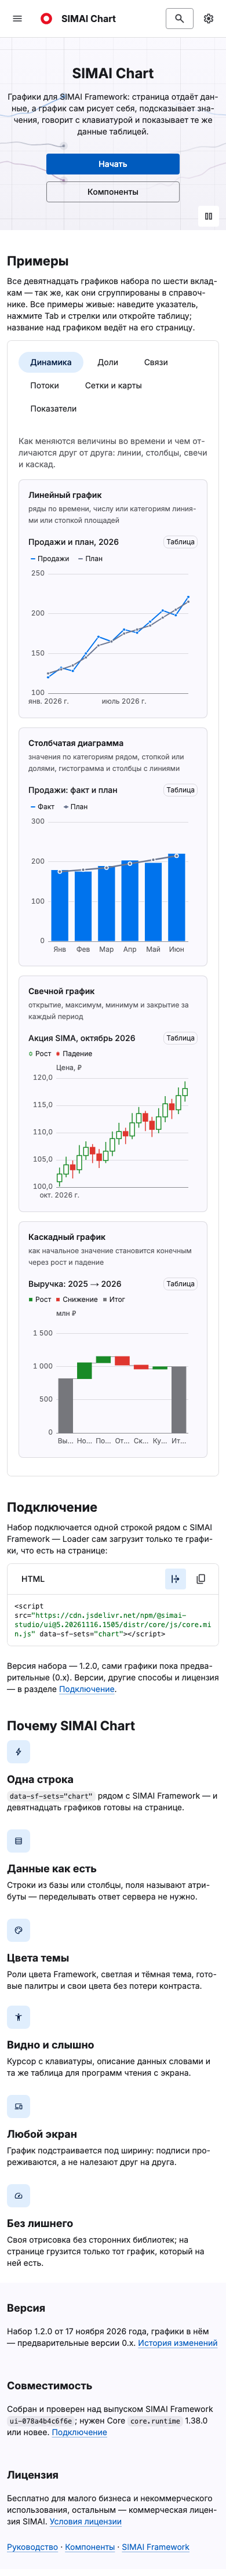 SIMAI Chart
SIMAI Chart
Графики для SIMAI Framework: страница отдаёт дан-
ные, а график сам рисует себя, подсказывает зна-
чения, говорит с клавиатурой и показывает те же
данные таблицей.
Начать
Компоненты
Примеры
Все девятнадцать графиков набора по шести вклад-
кам — так же, как они сгруппированы в справоч-
нике. Все примеры живые: наведите указатель,
нажмите Tab и стрелки или откройте таблицу;
название над графиком ведёт на его страницу.
Динамика
Доли
Связи
Потоки
Сетки и карты
Показатели
Как меняются величины во времени и чем от-
личаются друг от друга: линии, столбцы, свечи
и каскад.
Линейный график
ряды по времени, числу или категориям линия-
ми или стопкой площадей
Продажи и план, 2026
Таблица
Продажи План
250
200
150
100
янв. 2026 г. июль 2026 г.
Столбчатая диаграмма
значения по категориям рядом, стопкой или
долями, гистограмма и столбцы с линиями
Продажи: факт и план
Таблица
Факт План
300
200
100
0
Янв Фев Мар Апр Май Июн
Свечной график
открытие, максимум, минимум и закрытие за
каждый период
Акция SIMA, октябрь 2026
Таблица
Рост Падение
Цена, ₽
120,0
115,0
110,0
105,0
100,0
окт. 2026 г.
Каскадный график
как начальное значение становится конечным
через рост и падение
Выручка: 2025 → 2026
Таблица
Рост Снижение Итог
млн ₽
1 500
1 000
500
0
Вы… Но… По… От… Ск… Ку… Ит…
Подключение
Набор подключается одной строкой рядом с SIMAI
Framework — Loader сам загрузит только те графи-
ки, что есть на странице:
HTML
<script
src="https://cdn.jsdelivr.net/npm/@simai-
studio/ui@5.20261116.1505/distr/core/js/core.mi
n.js" data-sf-sets="chart"></script>
Версия набора — 1.2.0, сами графики пока предва-
рительные (0.x). Версии, другие способы и лицензия
— в разделе Подключение.
Почему SIMAI Chart
Одна строка
data-sf-sets="chart" рядом с SIMAI Framework — и
девятнадцать графиков готовы на странице.
Данные как есть
Строки из базы или столбцы, поля называют атри-
буты — переделывать ответ сервера не нужно.
Цвета темы
Роли цвета Framework, светлая и тёмная тема, гото-
вые палитры и свои цвета без потери контраста.
Видно и слышно
Курсор с клавиатуры, описание данных словами и
та же таблица для программ чтения с экрана.
Любой экран
График подстраивается под ширину: подписи про-
реживаются, а не налезают друг на друга.
Без лишнего
Своя отрисовка без сторонних библиотек; на
странице грузится только тот график, который на
ней есть.
Версия
Набор 1.2.0 от 17 ноября 2026 года, графики в нём
— предварительные версии 0.x. История изменений
Совместимость
Собран и проверен над выпуском SIMAI Framework
ui-078a4b4c6f6e; нужен Core core.runtime 1.38.0
или новее. Подключение
Лицензия
Бесплатно для малого бизнеса и некоммерческого
использования, остальным — коммерческая лицен-
зия SIMAI. Условия лицензии
Руководство · Компоненты · SIMAI Framework